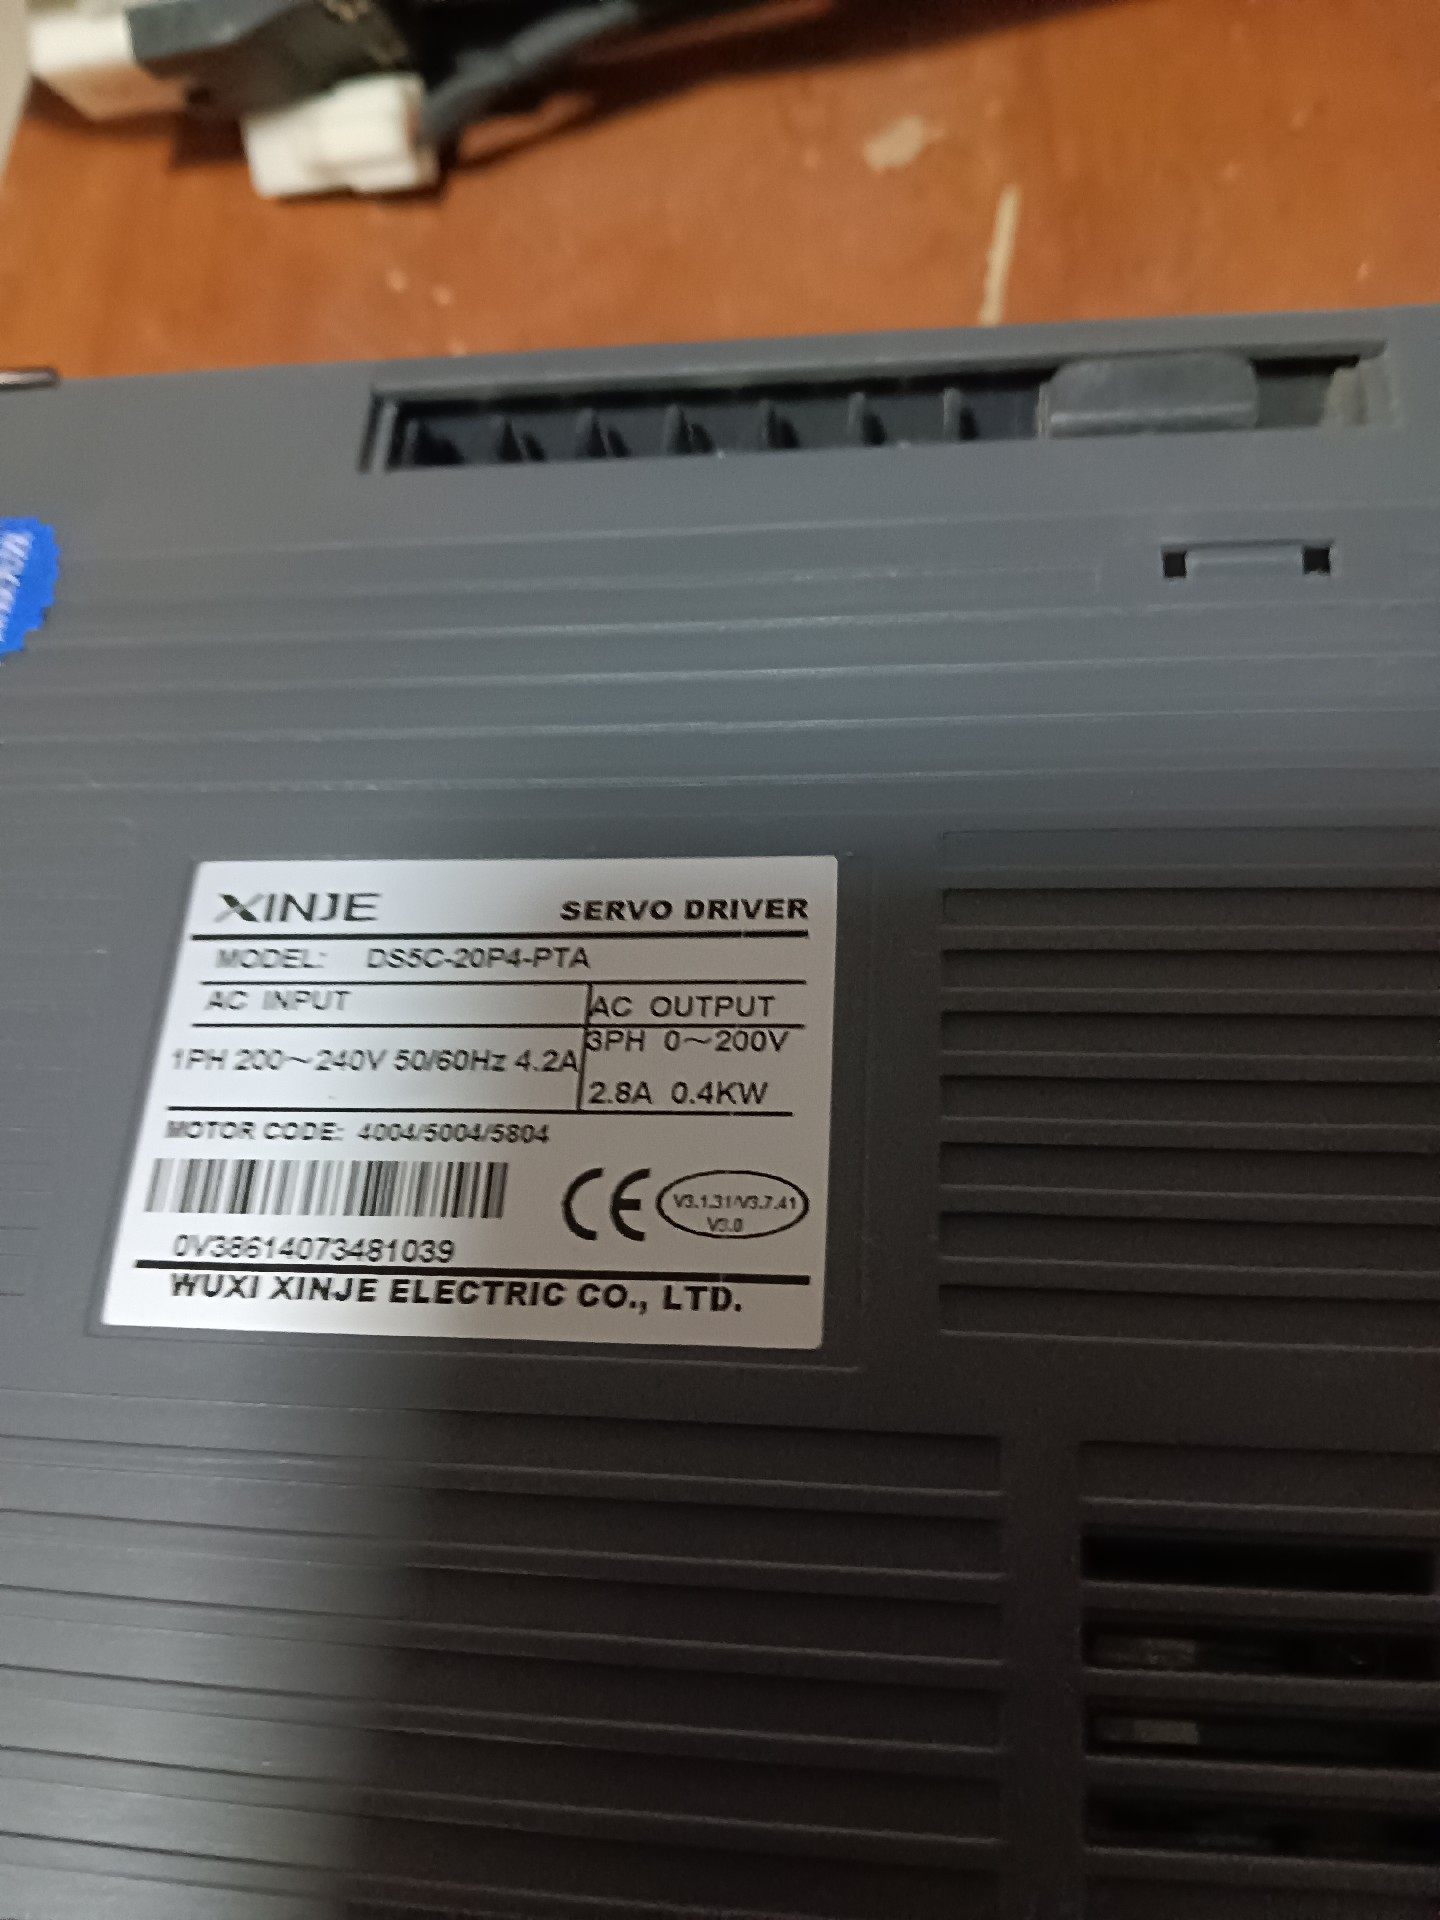 XINJE SERVO DRIVER
MODEL: DS5C-20P4-PTA
AC INPUT AC OUTPUT
1PH 200～240V 50/60Hz 4.2A
3PH 0～200V
2.8A 0.4KW
MOTOR CODE: 4004/5004/5804
CE V3.1.31/V3.7.41
V3.0
0V38614073481039
WUXI XINJE ELECTRIC CO., LTD.